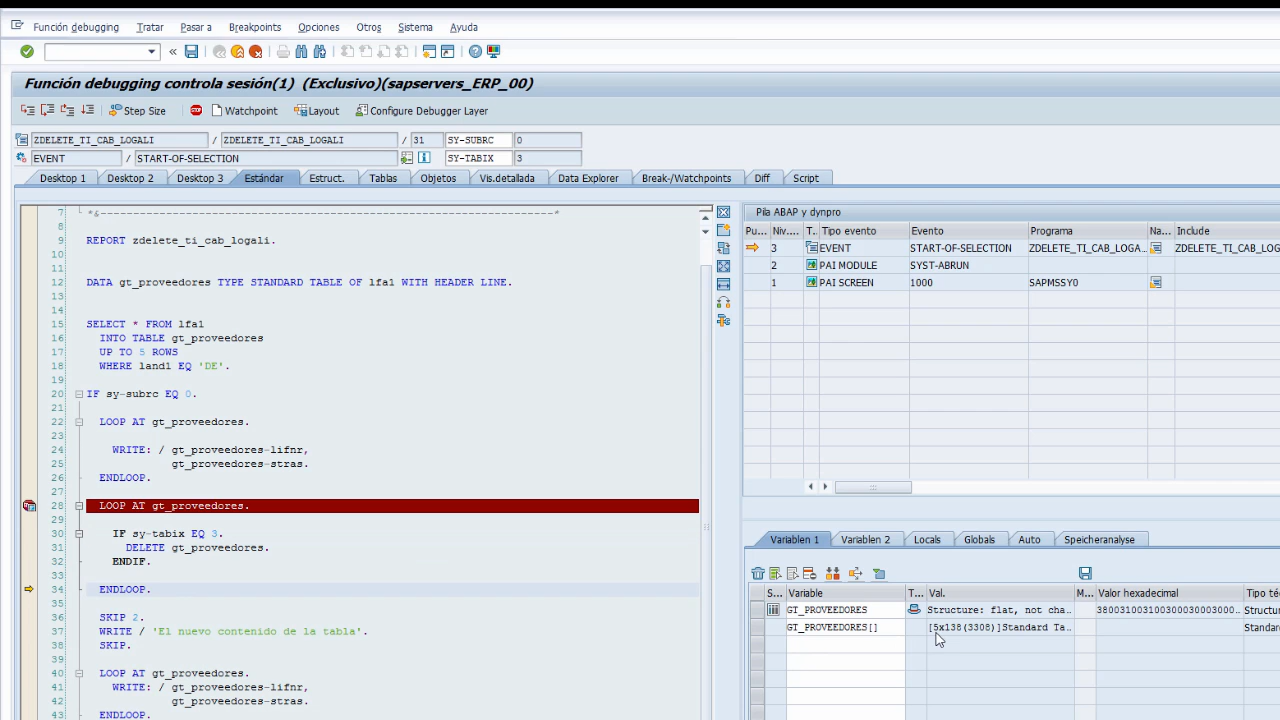 Función debugging Tratar Pasar a Breakpoints Opciones Otros Sistema Ayuda
Función debugging controla sesión(1) (Exclusivo)(sapservers_ERP_00)
Step Size STOP Watchpoint Layout Configure Debugger Layer
ZDELETE_TI_CAB_LOGALI / ZDELETE_TI_CAB_LOGALI / 31 SY-SUBRC 0
EVENT / START-OF-SELECTION SY-TABIX 3
Desktop 1 Desktop 2 Desktop 3 Estándar Estruct. Tablas Objetos Vis.detallada Data Explorer Break-/Watchpoints Diff Script
7 *&---------------------------------------------------------------------*
8
9 REPORT zdelete_ti_cab_logali.
10
11
12 DATA gt_proveedores TYPE STANDARD TABLE OF lfa1 WITH HEADER LINE.
13
14
15 SELECT * FROM lfa1
16 INTO TABLE gt_proveedores
17 UP TO 5 ROWS
18 WHERE land1 EQ 'DE'.
19
20 IF sy-subrc EQ 0.
21
22 LOOP AT gt_proveedores.
23
24 WRITE: / gt_proveedores-lifnr,
25 gt_proveedores-stras.
26 ENDLOOP.
27
28 LOOP AT gt_proveedores.
29
30 IF sy-tabix EQ 3.
31 DELETE gt_proveedores.
32 ENDIF.
33
34 ENDLOOP.
35
36 SKIP 2.
37 WRITE / 'El nuevo contenido de la tabla'.
38 SKIP.
39
40 LOOP AT gt_proveedores.
41 WRITE: / gt_proveedores-lifnr,
42 gt_proveedores-stras.
43 ENDLOOP.
Pila ABAP y dynpro
Pu... Niv... T.. Tipo evento Evento Programa Na... Include
3 EVENT START-OF-SELECTION ZDELETE_TI_CAB_LOGA... ZDELETE_TI_CAB_LOGA
2 PAI MODULE SYST-ABRUN
1 PAI SCREEN 1000 SAPMSSY0
Variablen 1 Variablen 2 Locals Globals Auto Speicheranalyse
S... Variable T... Val. M... Valor hexadecimal Tipo té
GT_PROVEEDORES Structure: flat, not cha... 380031003100300030003000... Structur
GT_PROVEEDORES[] [5x138(3308)]Standard Ta... Standard